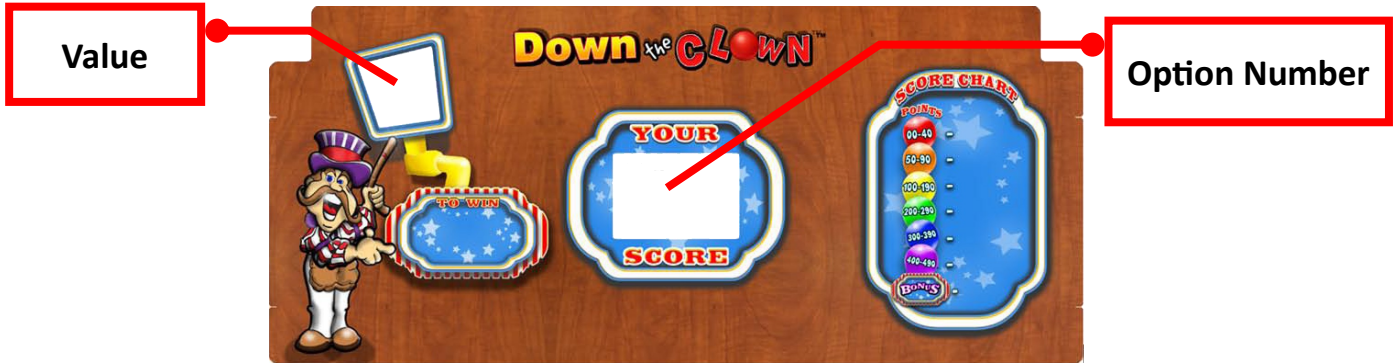 Value
Down the CLOWN™
Option Number
TO WIN
YOUR
SCORE
SCORE CHART
POINTS
00-40 -
50-90 -
100-190 -
200-290 -
300-390 -
400-490 -
BONUS -